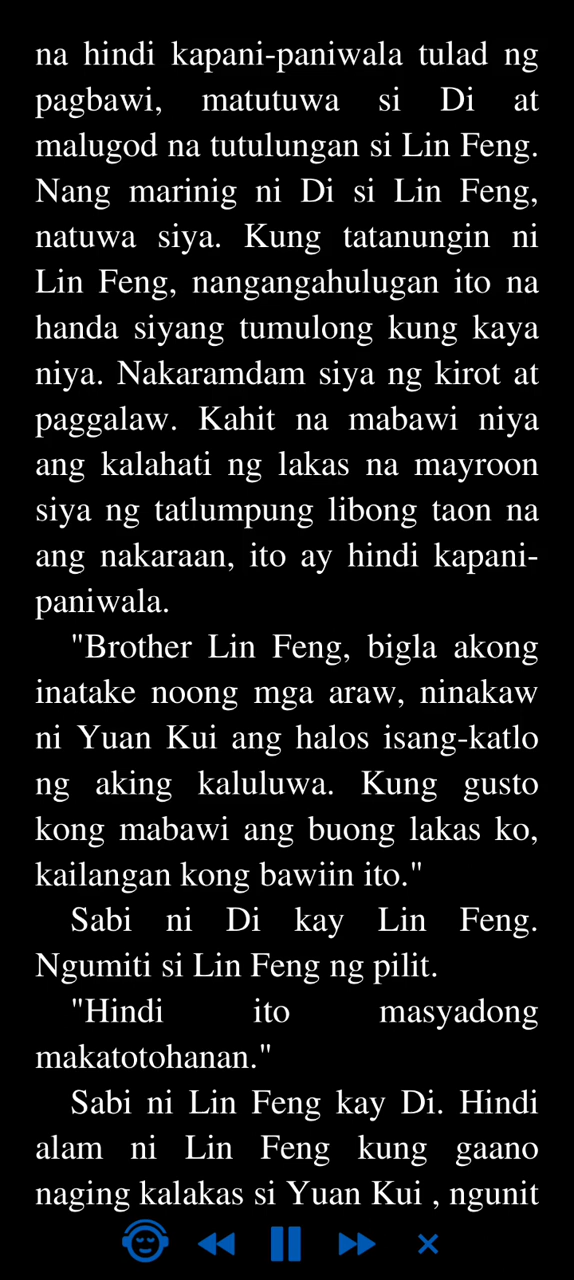 na hindi kapani-paniwala tulad ng
pagbawi, matutuwa si Di at
malugod na tutulungan si Lin Feng.
Nang marinig ni Di si Lin Feng,
natuwa siya. Kung tatanungin ni
Lin Feng, nangangahulugan ito na
handa siyang tumulong kung kaya
niya. Nakaramdam siya ng kirot at
paggalaw. Kahit na mabawi niya
ang kalahati ng lakas na mayroon
siya ng tatlumpung libong taon na
ang nakaraan, ito ay hindi kapani-
paniwala.
"Brother Lin Feng, bigla akong
inatake noong mga araw, ninakaw
ni Yuan Kui ang halos isang-katlo
ng aking kaluluwa. Kung gusto
kong mabawi ang buong lakas ko,
kailangan kong bawiin ito."
Sabi ni Di kay Lin Feng.
Ngumiti si Lin Feng ng pilit.
"Hindi ito masyadong
makatotohanan."
Sabi ni Lin Feng kay Di. Hindi
alam ni Lin Feng kung gaano
naging kalakas si Yuan Kui , ngunit